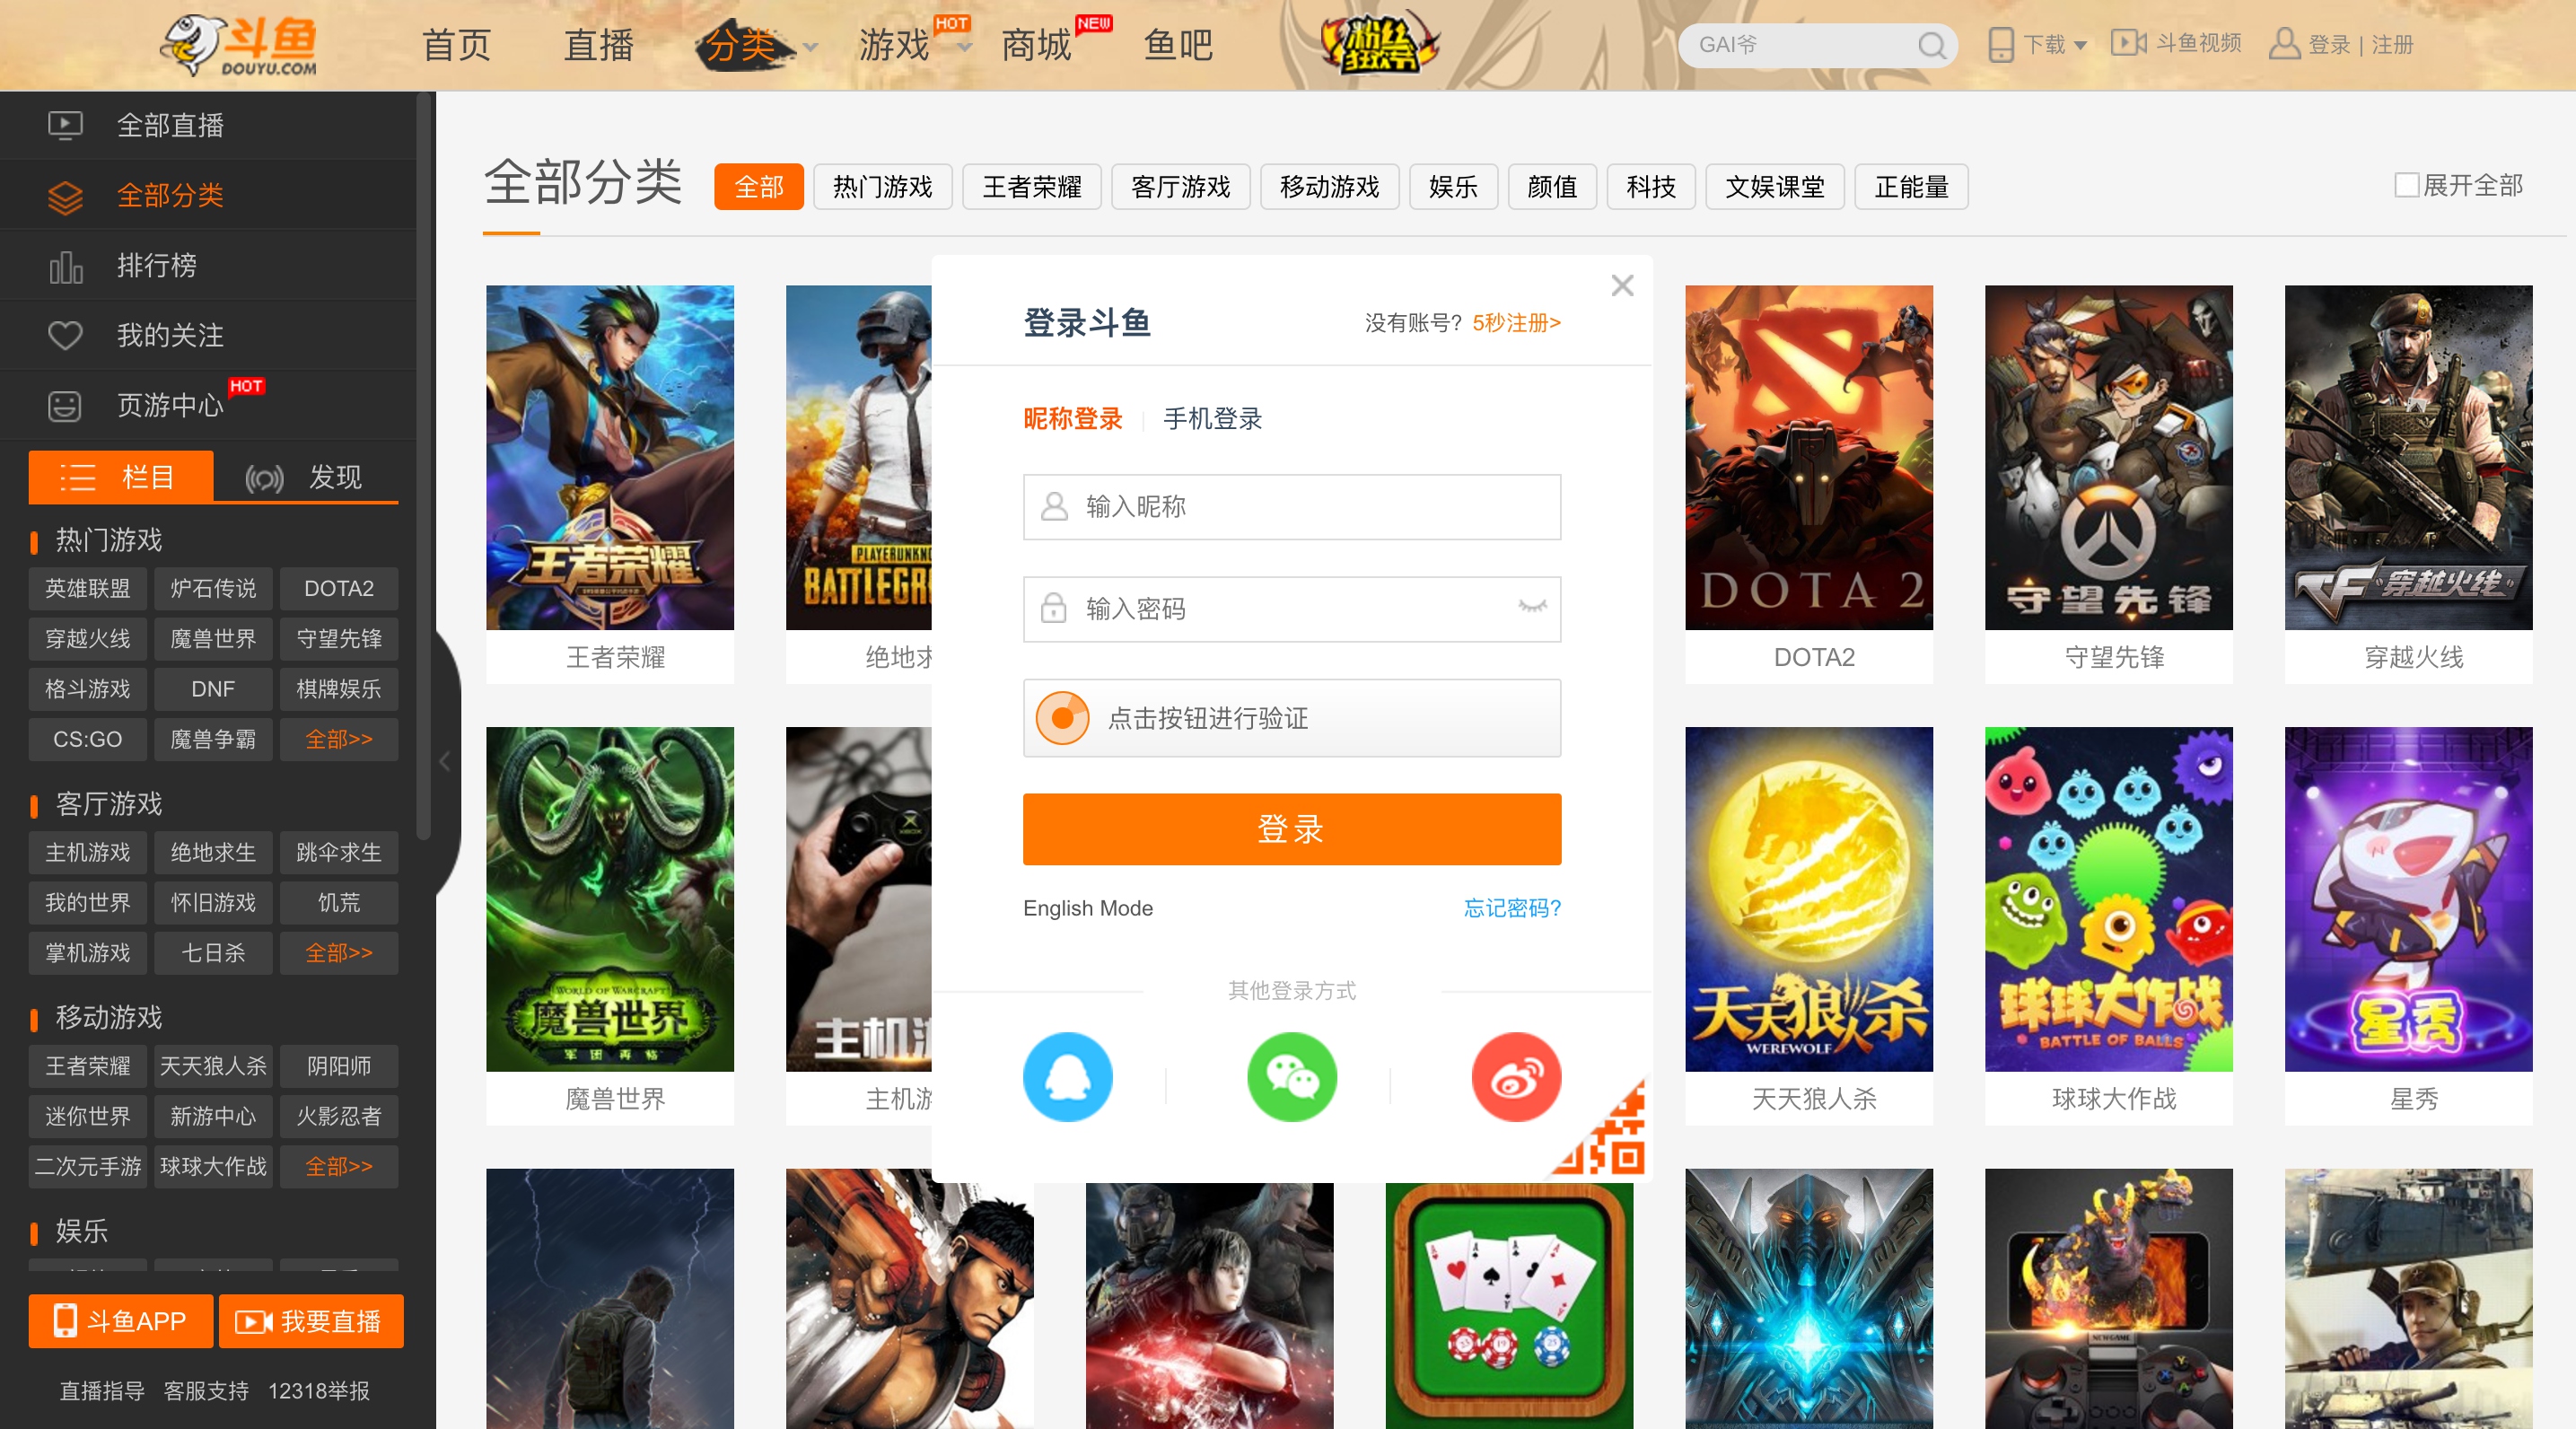 斗鱼
DOUYU.COM
首页
直播
分类
游戏
HOT
商城
NEW
鱼吧
粉丝
狂欢节
GAI爷
下载
斗鱼视频
登录 | 注册
全部直播
全部分类
排行榜
我的关注
页游中心
HOT
栏目
发现
热门游戏
英雄联盟 炉石传说 DOTA2
穿越火线 魔兽世界 守望先锋
格斗游戏 DNF 棋牌娱乐
CS:GO 魔兽争霸 全部>>
客厅游戏
主机游戏 绝地求生 跳伞求生
我的世界 怀旧游戏 饥荒
掌机游戏 七日杀 全部>>
移动游戏
王者荣耀 天天狼人杀 阴阳师
迷你世界 新游中心 火影忍者
二次元手游 球球大作战 全部>>
娱乐
斗鱼APP
我要直播
直播指导 客服支持 12318举报
全部分类
全部 热门游戏 王者荣耀 客厅游戏 移动游戏 娱乐 颜值 科技 文娱课堂 正能量
展开全部
王者荣耀
王者荣耀
PLAYERUNKNO
BATTLEGR
绝地求
登录斗鱼
没有账号? 5秒注册>
昵称登录
手机登录
输入昵称
输入密码
点击按钮进行验证
登录
English Mode
忘记密码?
其他登录方式
DOTA 2
DOTA2
守望先锋
守望先锋
CF 穿越火线
穿越火线
WORLD OF WARCRAFT
魔兽世界
军团再临
魔兽世界
XBOX
主机游
主机游
天天狼人杀
WEREWOLF
天天狼人杀
球球大作战
BATTLE OF BALLS
球球大作战
星秀
星秀
NEWGAME